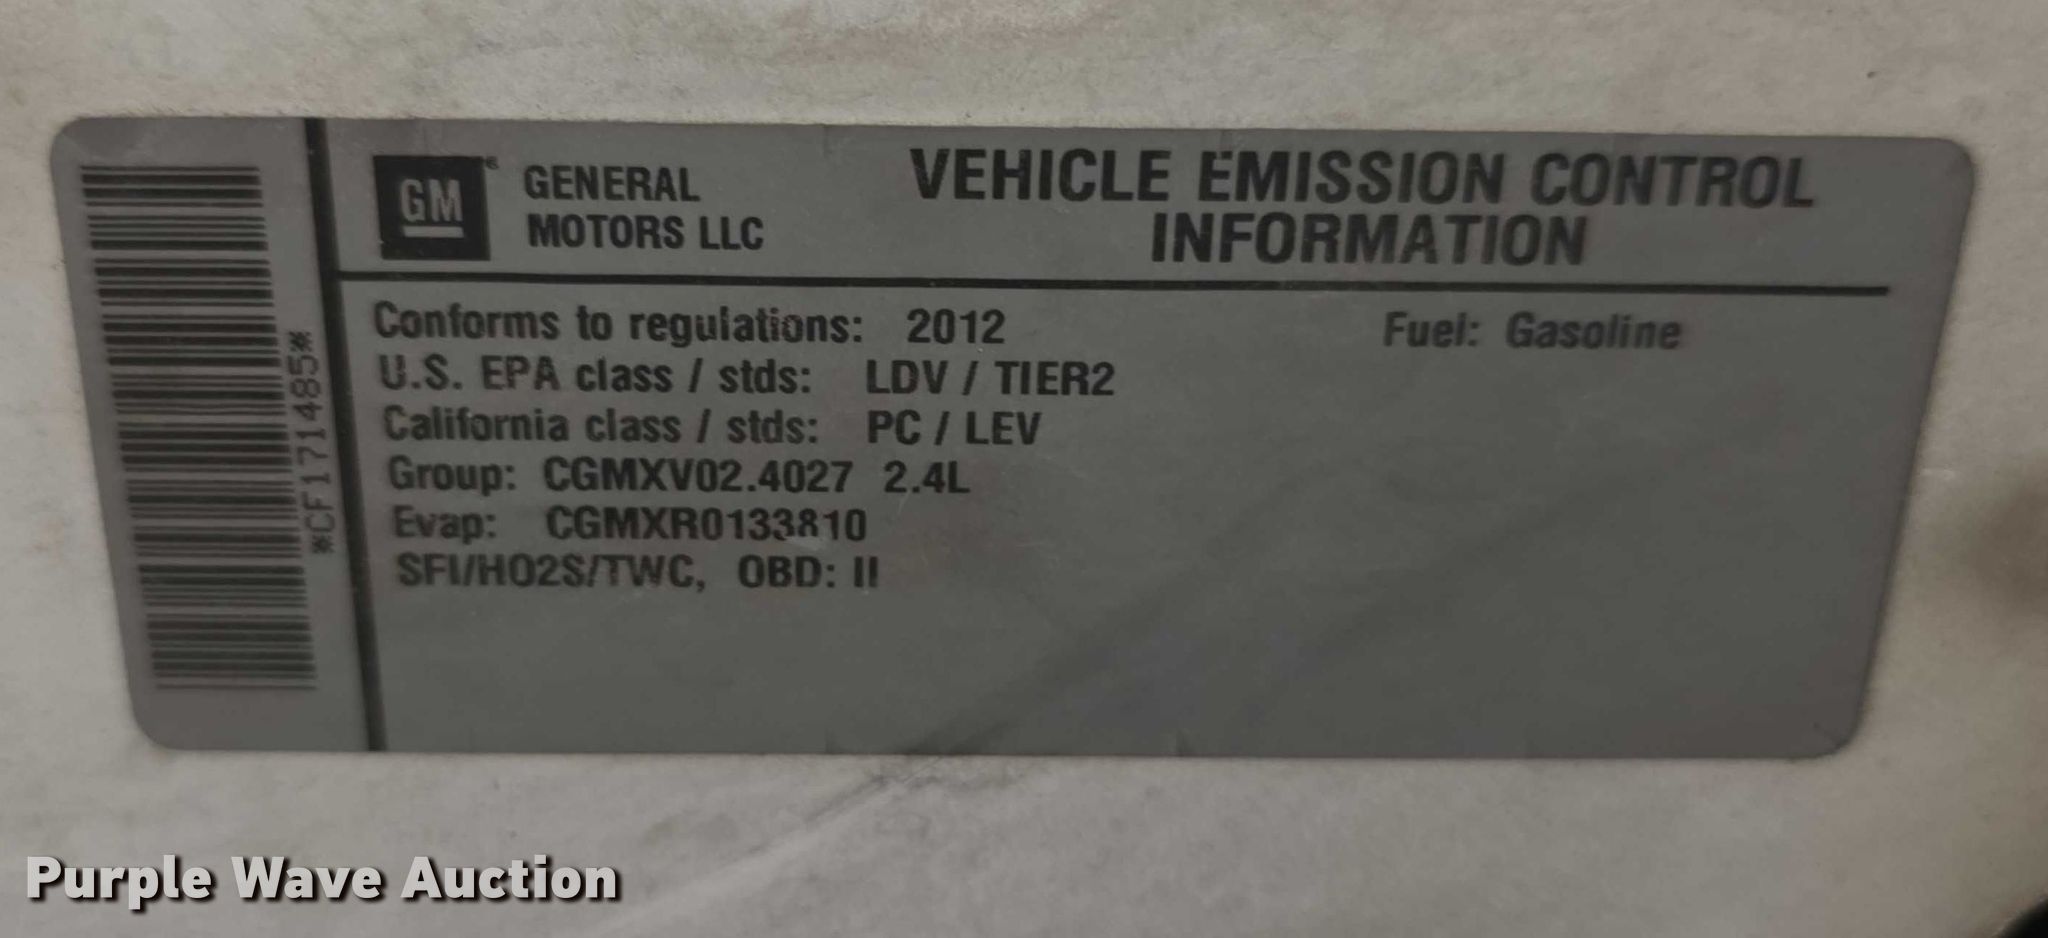 *CF171485*
GM®
GENERAL
MOTORS LLC
VEHICLE EMISSION CONTROL
INFORMATION
Conforms to regulations: 2012 Fuel: Gasoline
U.S. EPA class / stds: LDV / TIER2
California class / stds: PC / LEV
Group: CGMXV02.4027 2.4L
Evap: CGMXR0133810
SFI/HO2S/TWC, OBD: II
Purple Wave Auction